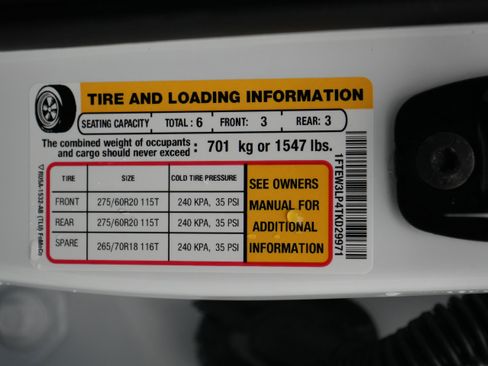 TIRE AND LOADING INFORMATION
SEATING CAPACITY TOTAL: 6 FRONT: 3 REAR: 3
The combined weight of occupants
and cargo should never exceed : 701 kg or 1547 lbs.
TIRE SIZE COLD TIRE PRESSURE
FRONT 275/60R20 115T 240 KPA, 35 PSI
REAR 275/60R20 115T 240 KPA, 35 PSI
SPARE 265/70R18 116T 240 KPA, 35 PSI
SEE OWNERS
MANUAL FOR
ADDITIONAL
INFORMATION
1FTEW3LP4TKD29971